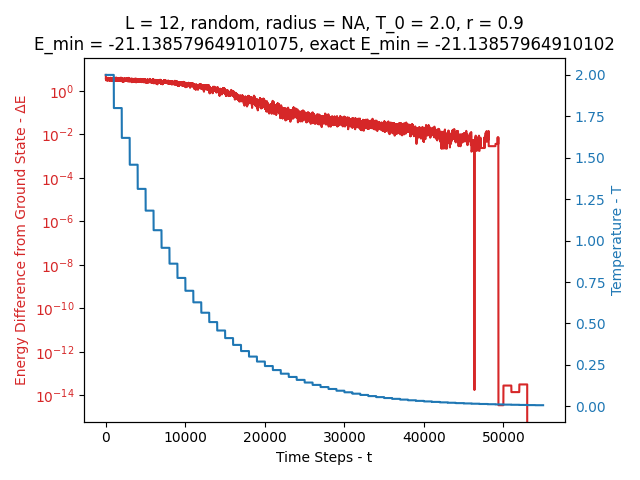 L = 12, random, radius = NA, T_0 = 2.0, r = 0.9
E_min = -21.138579649101075, exact E_min = -21.13857964910102
Energy Difference from Ground State - ΔE
10⁰
10⁻²
10⁻⁴
10⁻⁶
10⁻⁸
10⁻¹⁰
10⁻¹²
10⁻¹⁴
2.00
1.75
1.50
1.25
1.00
0.75
0.50
0.25
0.00
Temperature - T
0 10000 20000 30000 40000 50000
Time Steps - t